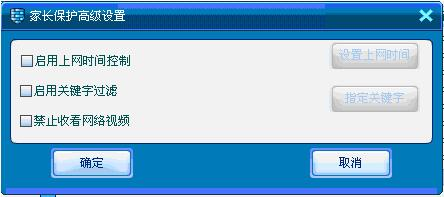 家长保护高级设置
启用上网时间控制
设置上网时间
启用关键字过滤
指定关键字
禁止收看网络视频
确定
取消